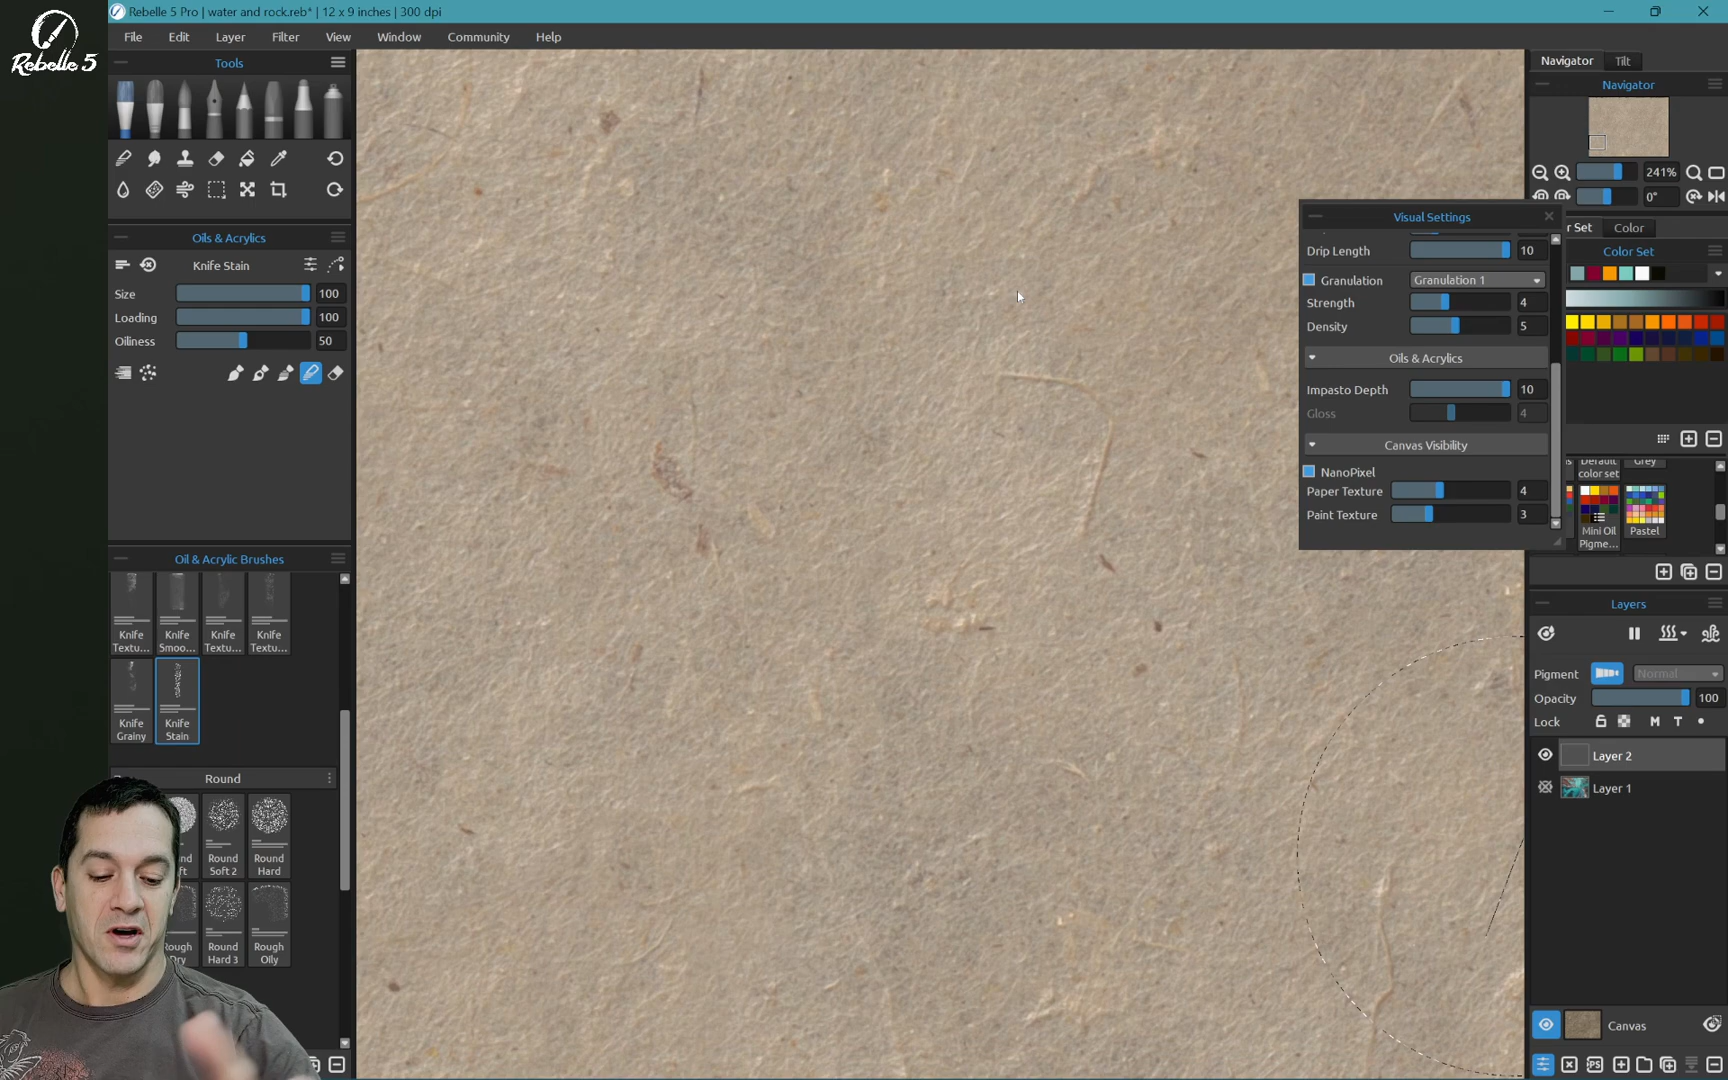 Rebelle 5
Rebelle 5 Pro | water and rock.reb* | 12 x 9 inches | 300 dpi
File Edit Layer Filter View Window Community Help
Tools
Oils & Acrylics
Knife Stain
Size 100
Loading 100
Oiliness 50
Oil & Acrylic Brushes
Knife Textu...
Knife Smoo...
Knife Textu...
Knife Textu...
Knife Grainy
Knife Stain
Round
Round Soft 2
Round Hard
Round Hard 3
Rough Oily
Visual Settings
Drip Length 10
Granulation Granulation 1
Strength 4
Density 5
Oils & Acrylics
Impasto Depth 10
Gloss 4
Canvas Visibility
NanoPixel
Paper Texture 4
Paint Texture 3
Navigator Tilt
Navigator
241%
0°
r Set Color
Color Set
Default color set
Grey
Mini Oil Pigme...
Pastel
Layers
Pigment Normal
Opacity 100
Lock M T
Layer 2
Layer 1
Canvas
PS